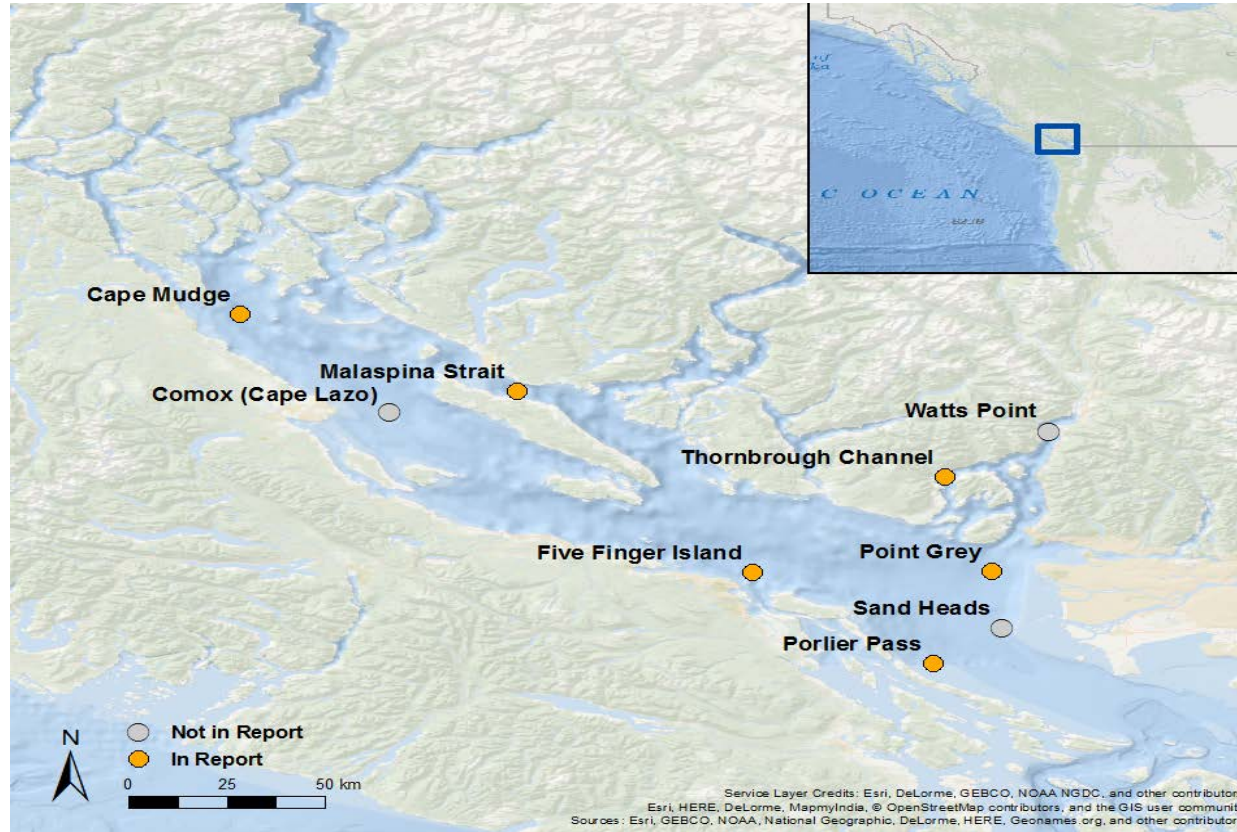 of
ka
C OCEAN
Cape Mudge
Malaspina Strait
Comox (Cape Lazo)
Watts Point
Thornbrough Channel
Five Finger Island
Point Grey
Sand Heads
Porlier Pass
N
Not in Report
In Report
0 25 50 km
Service Layer Credits: Esri, DeLorme, GEBCO, NOAA NGDC, and other contributor
Esri, HERE, DeLorme, MapmyIndia, © OpenStreetMap contributors, and the GIS user communit
Sources: Esri, GEBCO, NOAA, National Geographic, DeLorme, HERE, Geonames.org, and other contributor